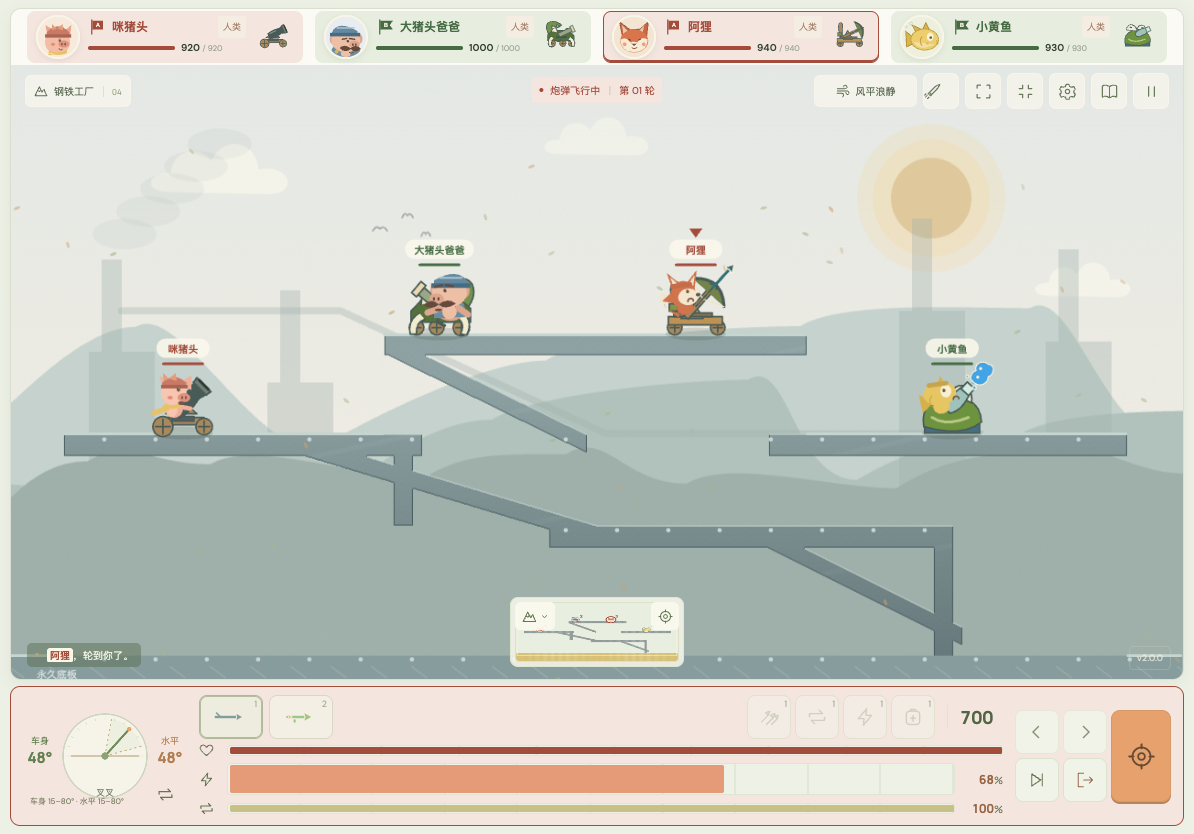 咪猪头 人类
920 / 920
大猪头爸爸 人类
1000 / 1000
阿狸 人类
940 / 940
小黄鱼 人类
930 / 930
钢铁工厂 04
炮弹飞行中 第 01 轮
风平浪静
大猪头爸爸
阿狸
咪猪头
小黄鱼
阿狸，轮到你了。
永久底板
v2.0.0
车身
48°
水平
48°
叉叉
车身 15–80° · 水平 15–80°
1
2
1
1
1
1
700
68%
100%